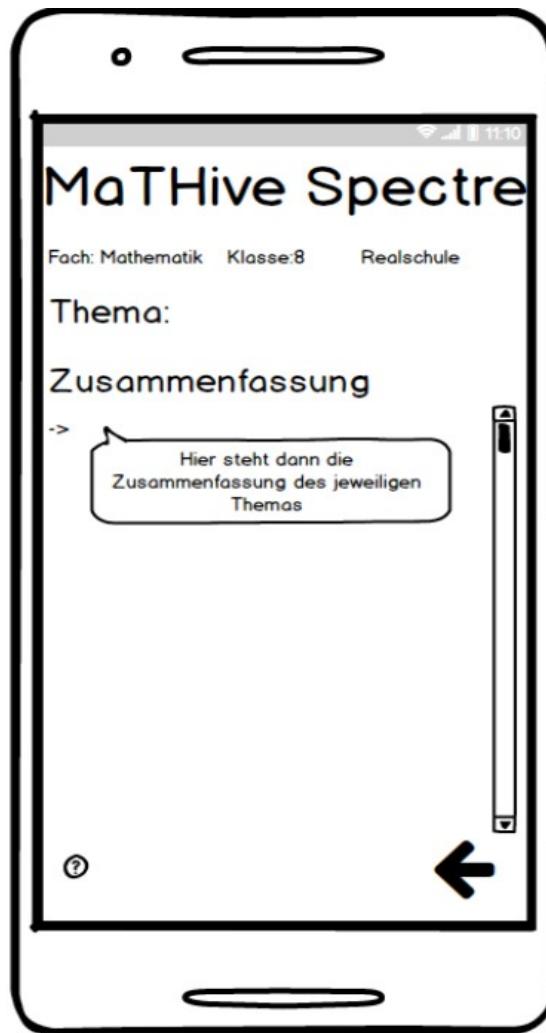 11:10
MaTHive Spectre
Fach: Mathematik Klasse:8 Realschule
Thema:
Zusammenfassung
->
Hier steht dann die
Zusammenfassung des jeweiligen
Themas
?